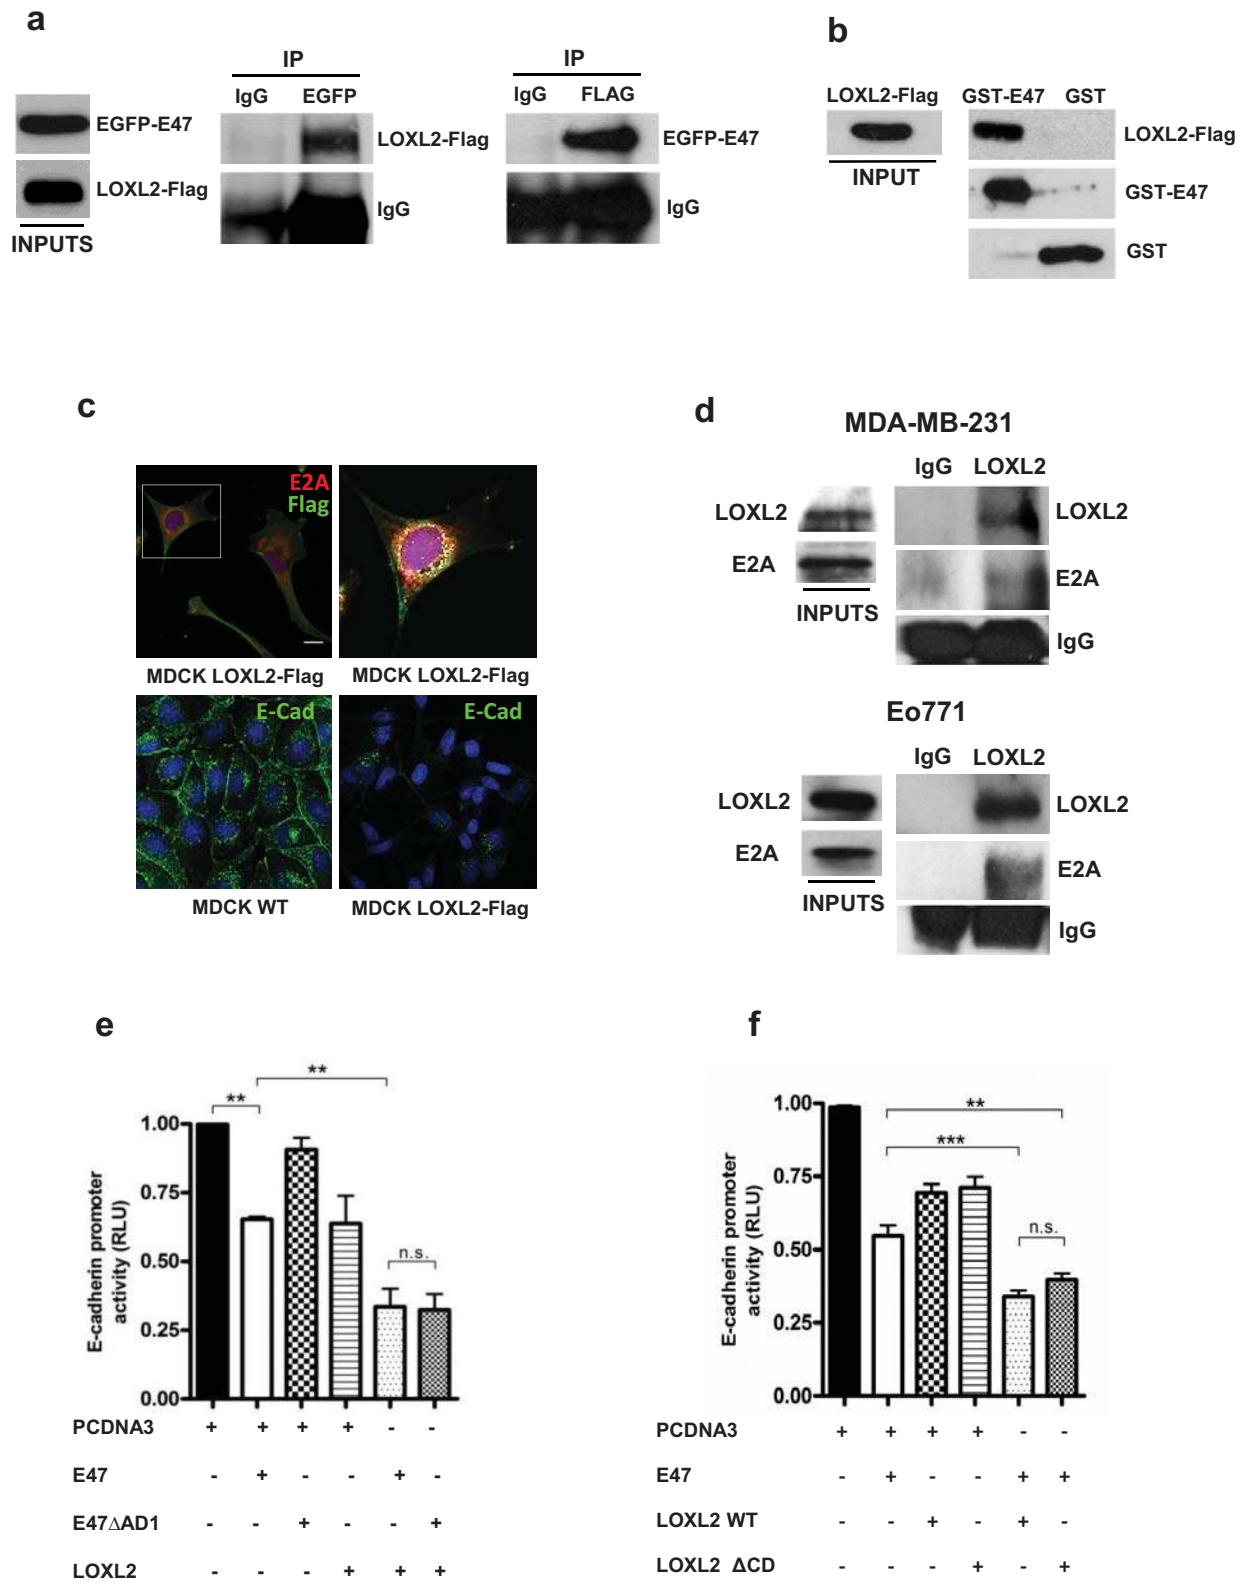 a
IP
IgG EGFP
IP
IgG FLAG
EGFP-E47
LOXL2-Flag
INPUTS
LOXL2-Flag
IgG
EGFP-E47
IgG
b
LOXL2-Flag
INPUT
GST-E47 GST
LOXL2-Flag
GST-E47
GST
c
E2A
Flag
MDCK LOXL2-Flag
MDCK LOXL2-Flag
E-Cad
E-Cad
MDCK WT
MDCK LOXL2-Flag
d
MDA-MB-231
IgG LOXL2
LOXL2
LOXL2
E2A
E2A
INPUTS
IgG
Eo771
IgG LOXL2
LOXL2
LOXL2
E2A
E2A
INPUTS
IgG
e
**
**
n.s.
1.00
0.75
0.50
0.25
0.00
E-cadherin promoter
activity (RLU)
PCDNA3 + + + + - -
E47 - + - - + -
E47ΔAD1 - - + - - +
LOXL2 - - - + + +
f
**
***
n.s.
1.00
0.75
0.50
0.25
0.00
E-cadherin promoter
activity (RLU)
PCDNA3 + + + + - -
E47 - + - - + +
LOXL2 WT - - + - + -
LOXL2 ΔCD - - - + - +